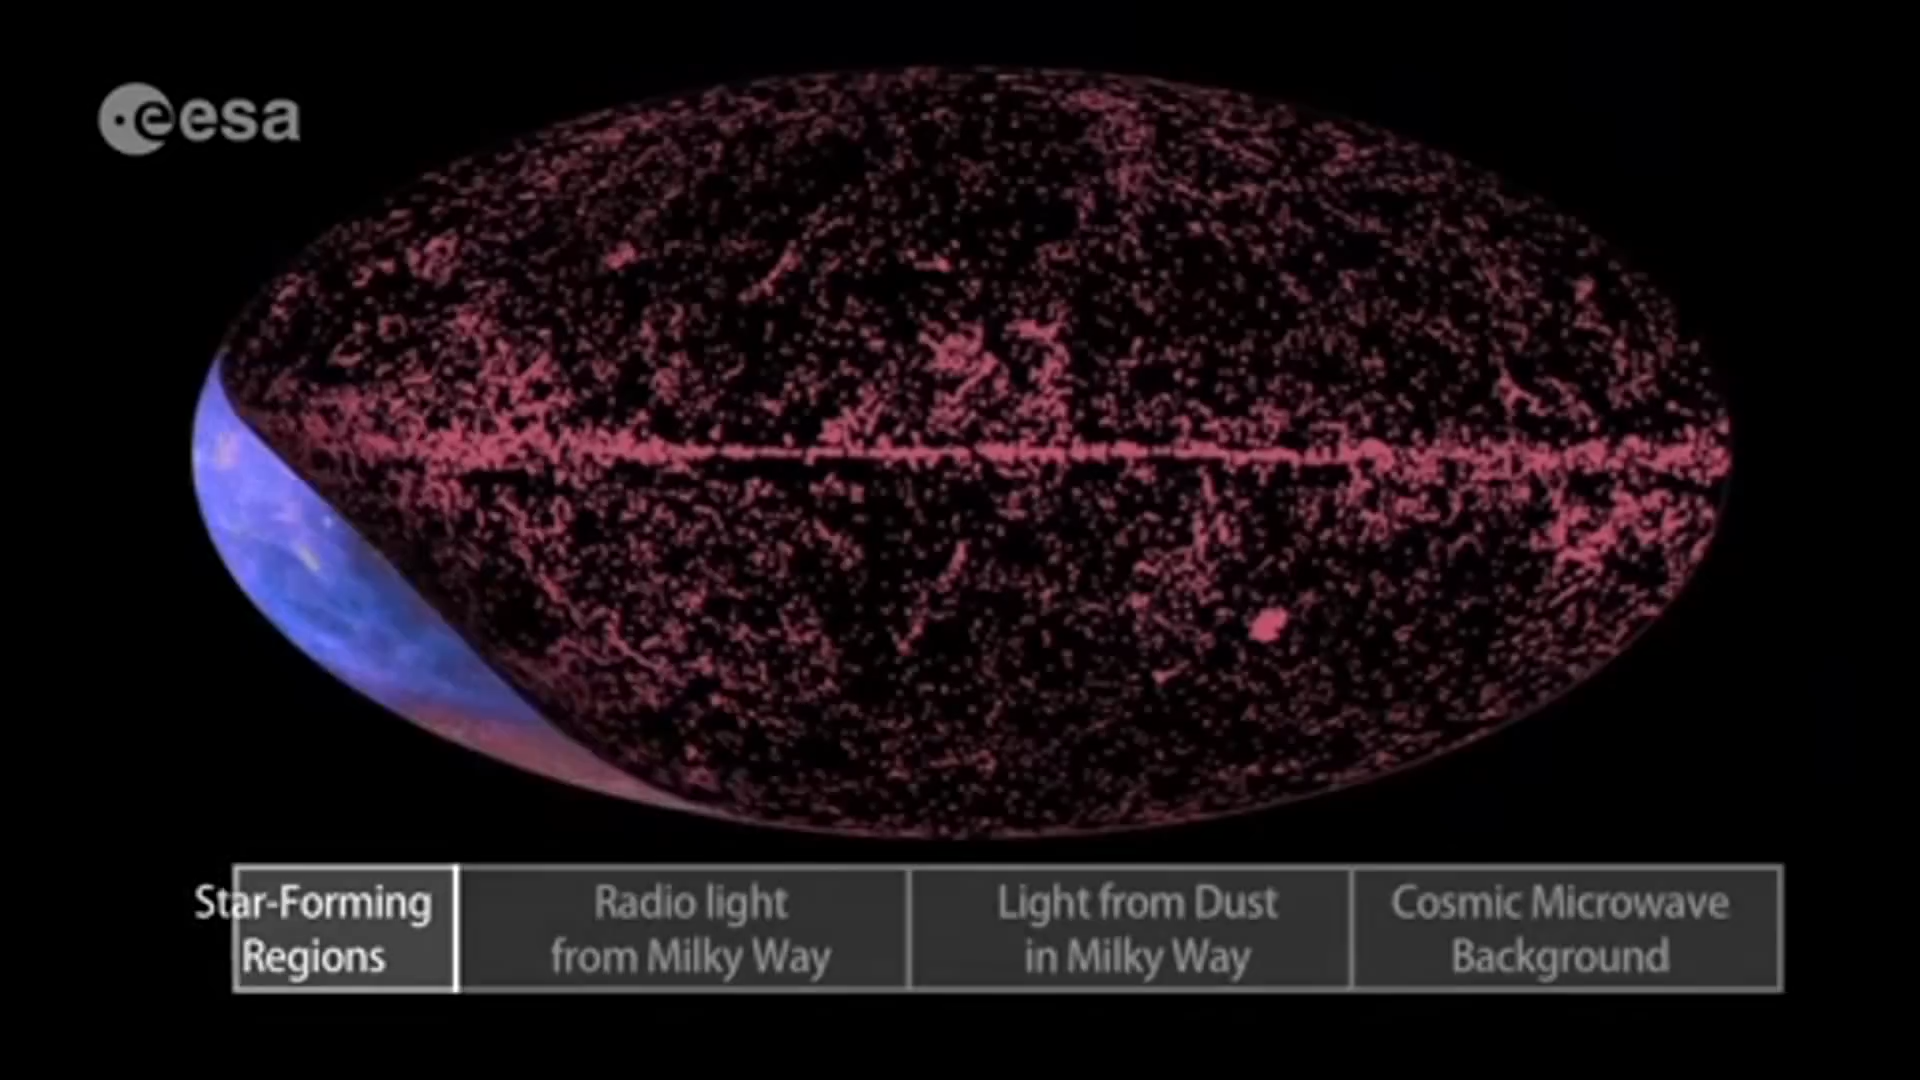 esa
Star-Forming
Regions
Radio light
from Milky Way
Light from Dust
in Milky Way
Cosmic Microwave
Background